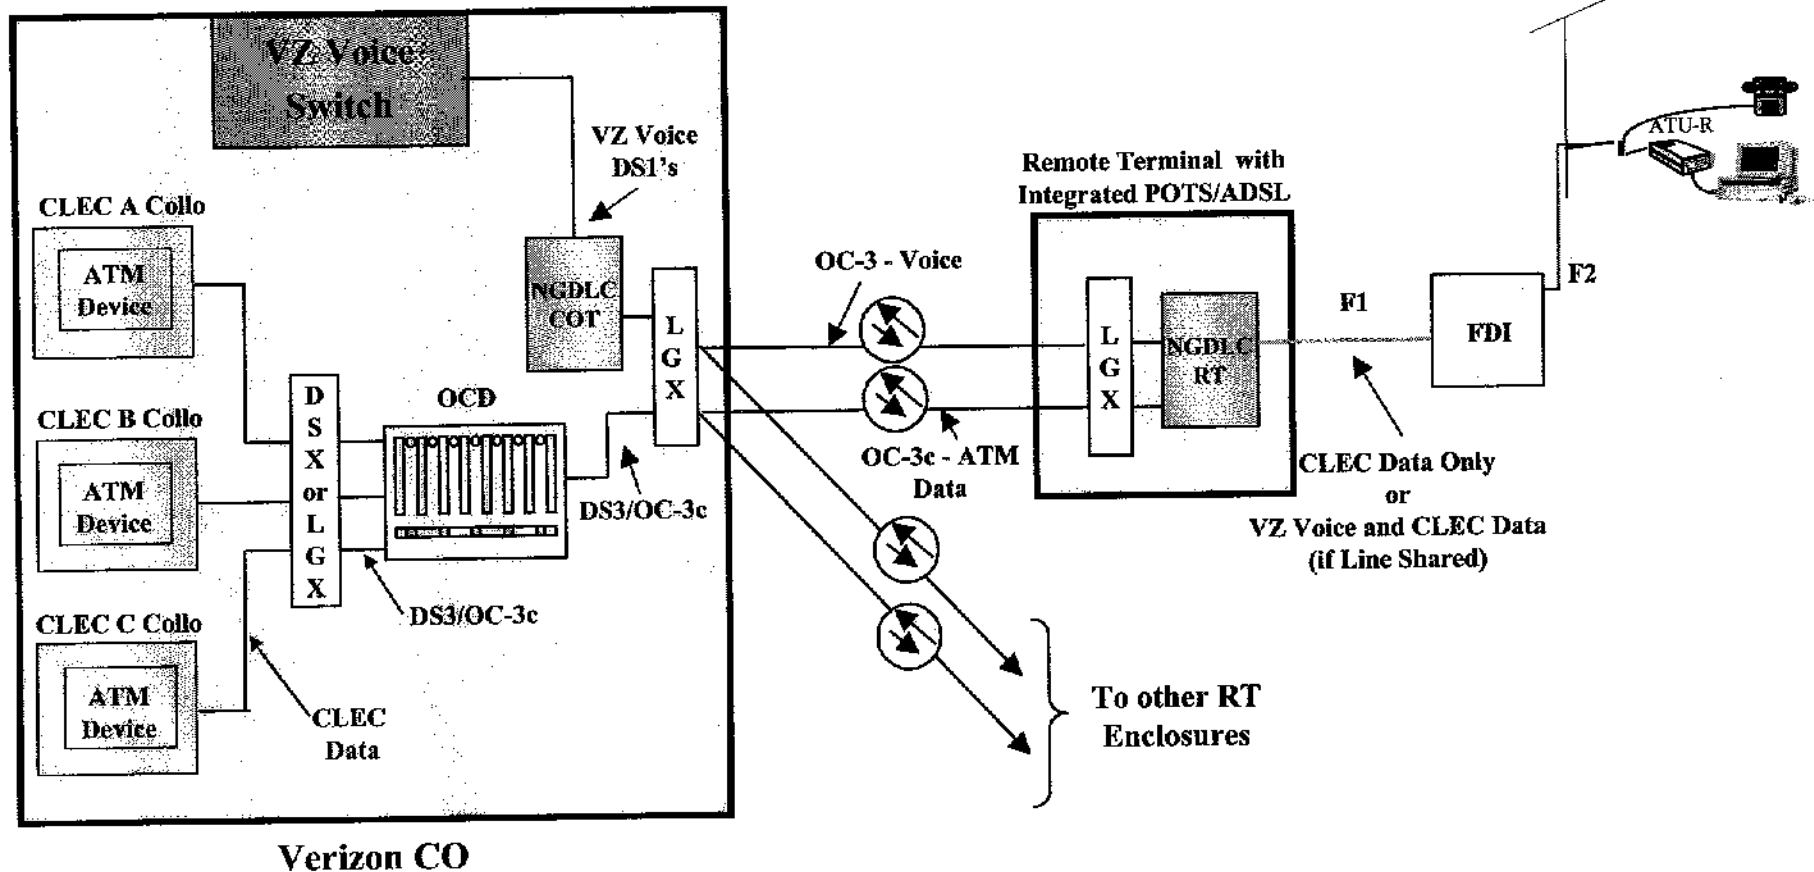 VZ Voice
Switch
VZ Voice
DS1's
CLEC A Collo
ATM
Device
NGDLC
COT
L
G
X
CLEC B Collo
ATM
Device
D
S
X
or
L
G
X
OCD
DS3/OC-3c
DS3/OC-3c
CLEC C Collo
ATM
Device
CLEC
Data
Verizon CO
OC-3 - Voice
OC-3c - ATM
Data
To other RT
Enclosures
Remote Terminal with
Integrated POTS/ADSL
L
G
X
NGDLC
RT
F1
FDI
F2
ATU-R
CLEC Data Only
or
VZ Voice and CLEC Data
(if Line Shared)